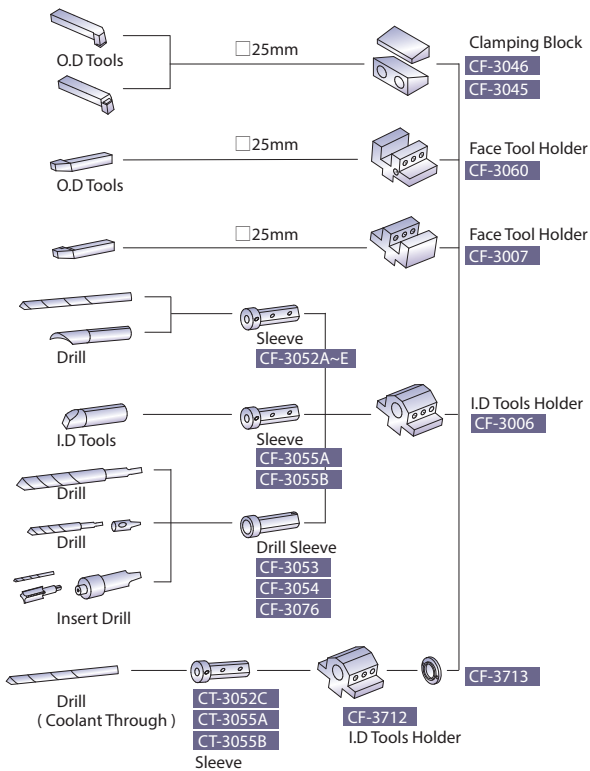 O.D Tools
□25mm
Clamping Block
CF-3046
CF-3045
O.D Tools
□25mm
Face Tool Holder
CF-3060
□25mm
Face Tool Holder
CF-3007
Drill
Sleeve
CF-3052A~E
I.D Tools
Sleeve
CF-3055A
CF-3055B
I.D Tools Holder
CF-3006
Drill
Drill
Insert Drill
Drill Sleeve
CF-3053
CF-3054
CF-3076
Drill
( Coolant Through )
CT-3052C
CT-3055A
CT-3055B
Sleeve
CF-3712
I.D Tools Holder
CF-3713